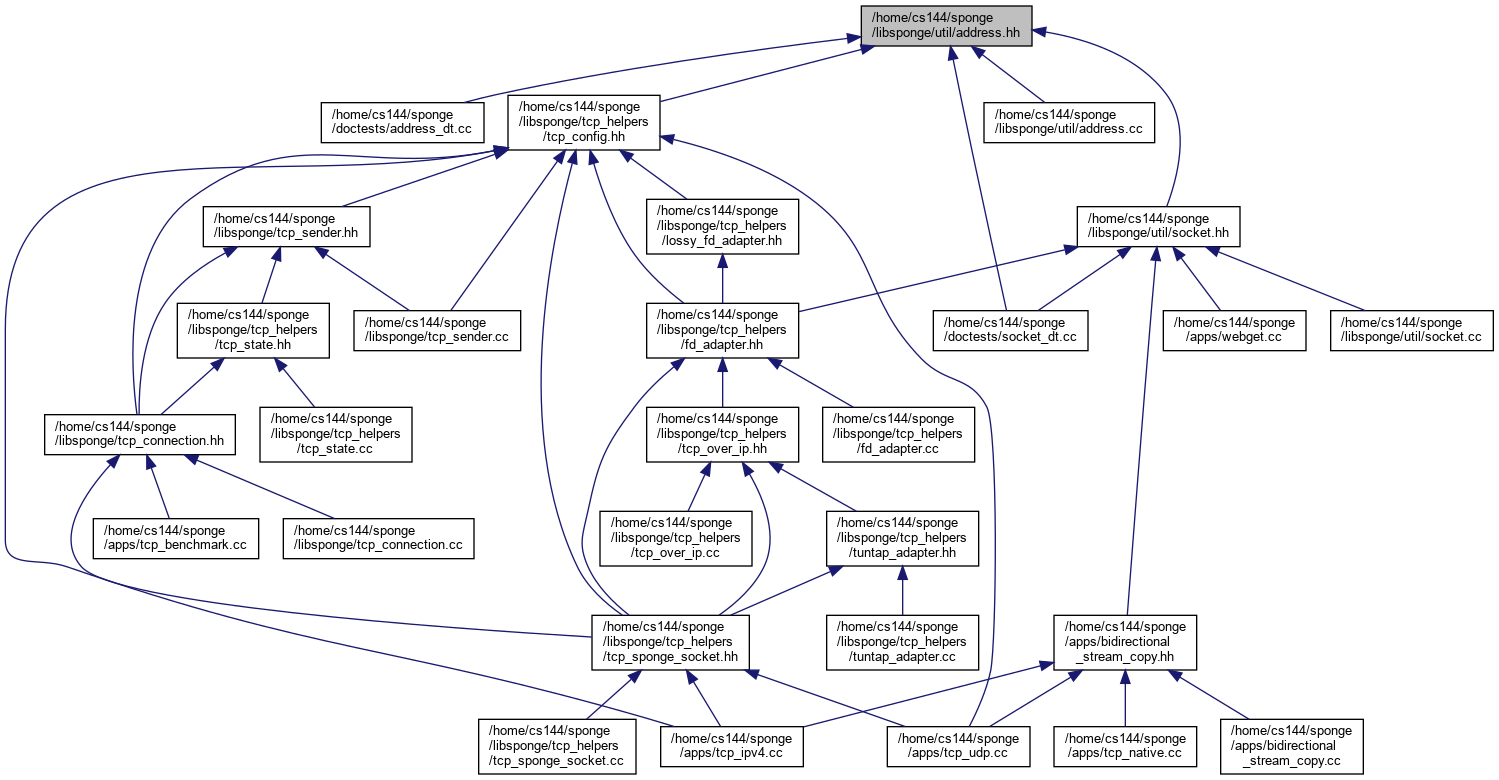 /home/cs144/sponge
/libsponge/util/address.hh
/home/cs144/sponge
/doctests/address_dt.cc
/home/cs144/sponge
/libsponge/tcp_helpers
/tcp_config.hh
/home/cs144/sponge
/libsponge/util/address.cc
/home/cs144/sponge
/libsponge/tcp_sender.hh
/home/cs144/sponge
/libsponge/tcp_helpers
/lossy_fd_adapter.hh
/home/cs144/sponge
/libsponge/util/socket.hh
/home/cs144/sponge
/libsponge/tcp_helpers
/tcp_state.hh
/home/cs144/sponge
/libsponge/tcp_sender.cc
/home/cs144/sponge
/libsponge/tcp_helpers
/fd_adapter.hh
/home/cs144/sponge
/doctests/socket_dt.cc
/home/cs144/sponge
/apps/webget.cc
/home/cs144/sponge
/libsponge/util/socket.cc
/home/cs144/sponge
/libsponge/tcp_connection.hh
/home/cs144/sponge
/libsponge/tcp_helpers
/tcp_state.cc
/home/cs144/sponge
/libsponge/tcp_helpers
/tcp_over_ip.hh
/home/cs144/sponge
/libsponge/tcp_helpers
/fd_adapter.cc
/home/cs144/sponge
/apps/tcp_benchmark.cc
/home/cs144/sponge
/libsponge/tcp_connection.cc
/home/cs144/sponge
/libsponge/tcp_helpers
/tcp_over_ip.cc
/home/cs144/sponge
/libsponge/tcp_helpers
/tuntap_adapter.hh
/home/cs144/sponge
/libsponge/tcp_helpers
/tcp_sponge_socket.hh
/home/cs144/sponge
/libsponge/tcp_helpers
/tuntap_adapter.cc
/home/cs144/sponge
/apps/bidirectional
_stream_copy.hh
/home/cs144/sponge
/libsponge/tcp_helpers
/tcp_sponge_socket.cc
/home/cs144/sponge
/apps/tcp_ipv4.cc
/home/cs144/sponge
/apps/tcp_udp.cc
/home/cs144/sponge
/apps/tcp_native.cc
/home/cs144/sponge
/apps/bidirectional
_stream_copy.cc